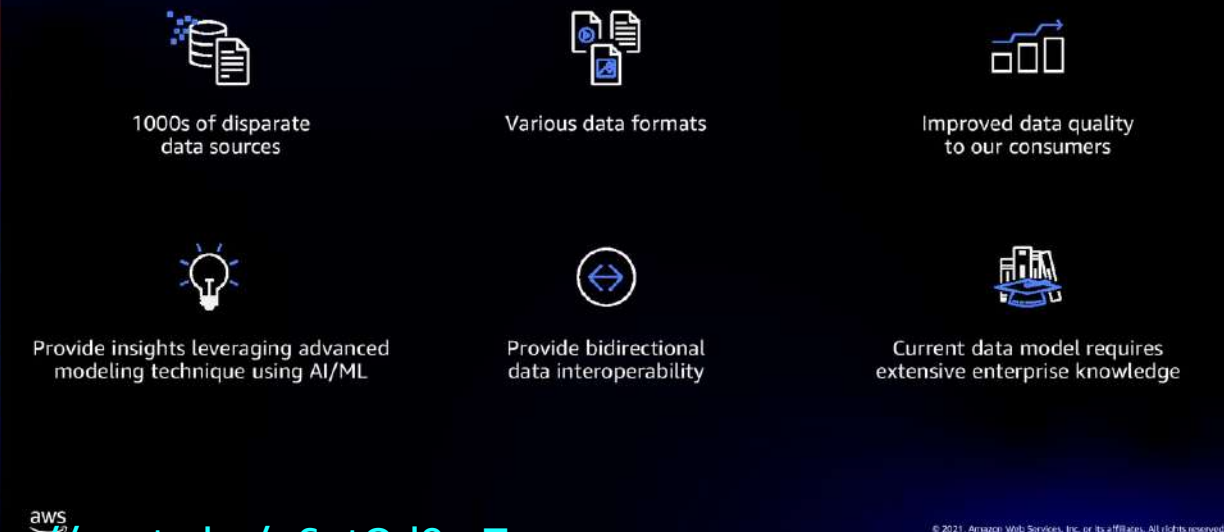 1000s of disparate
data sources
Various data formats
Improved data quality
to our consumers
Provide insights leveraging advanced
modeling technique using AI/ML
Provide bidirectional
data interoperability
Current data model requires
extensive enterprise knowledge
aws
© 2021, Amazon Web Services, Inc. or its affiliates. All rights reserved